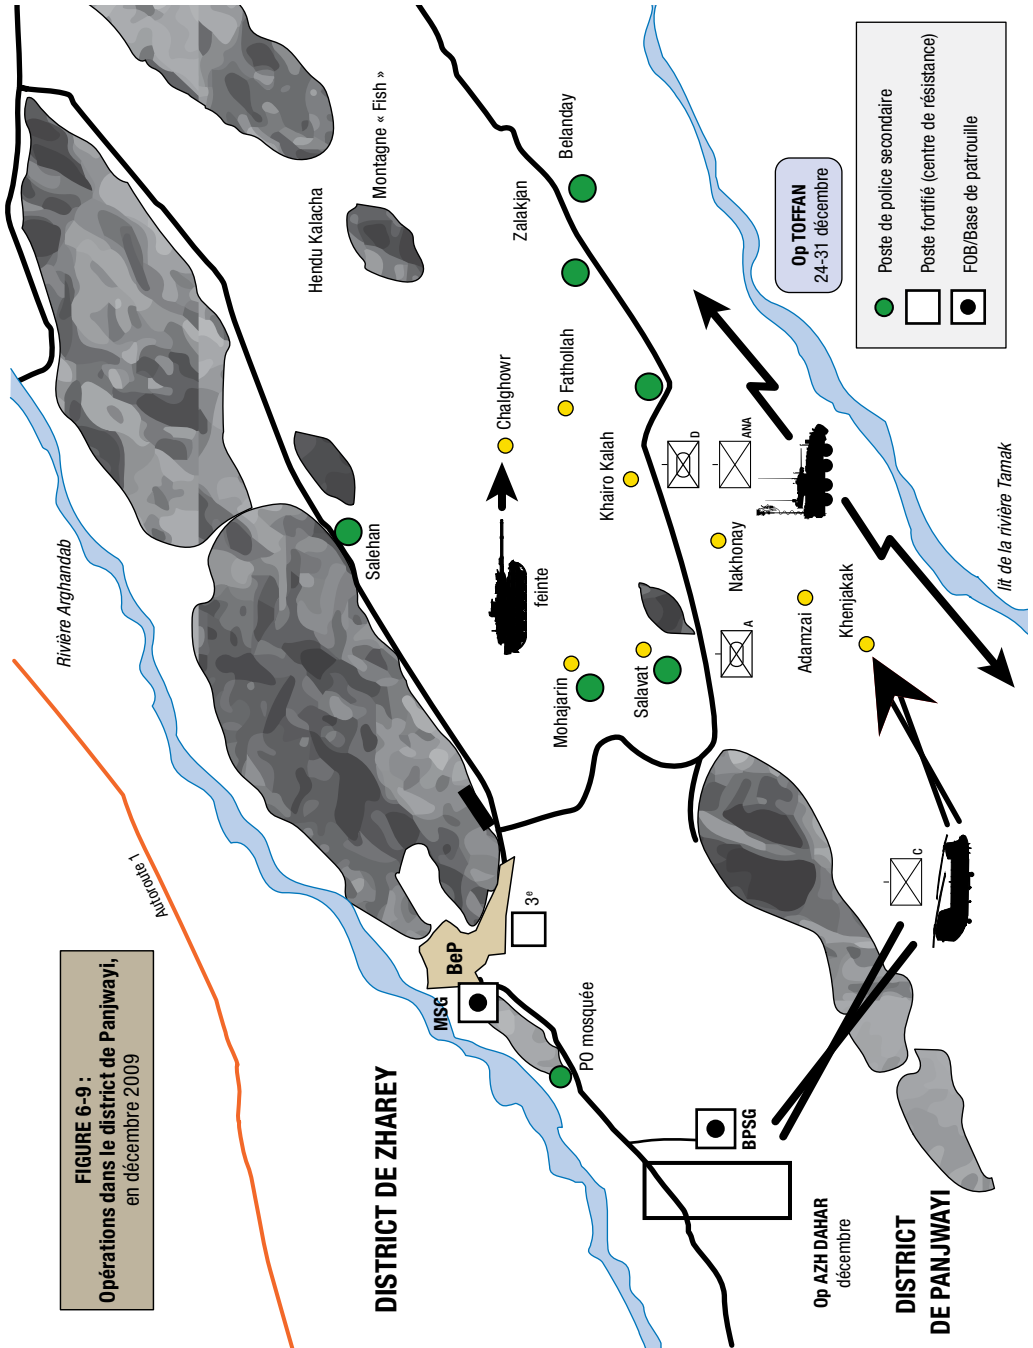 FIGURE 6-9 :
Opérations dans le district de Panjwayi,
en décembre 2009
Autoroute 1
Rivière Arghandab
DISTRICT DE ZHAREY
MSG
BeP
3e
PO mosquée
BPSG
Op AZH DAHAR
décembre
DISTRICT
DE PANJWAYI
Salehan
Hendu Kalacha
Montagne « Fish »
Chalghowr
feinte
Fathollah
Zalakjan
Belanday
Mohajarin
Salavat
Khairo Kalah
Nakhonay
Adamzai
Khenjakak
D
ANA
A
C
Op TOFFAN
24-31 décembre
lit de la rivière Tamak
Poste de police secondaire
Poste fortifié (centre de résistance)
FOB/Base de patrouille